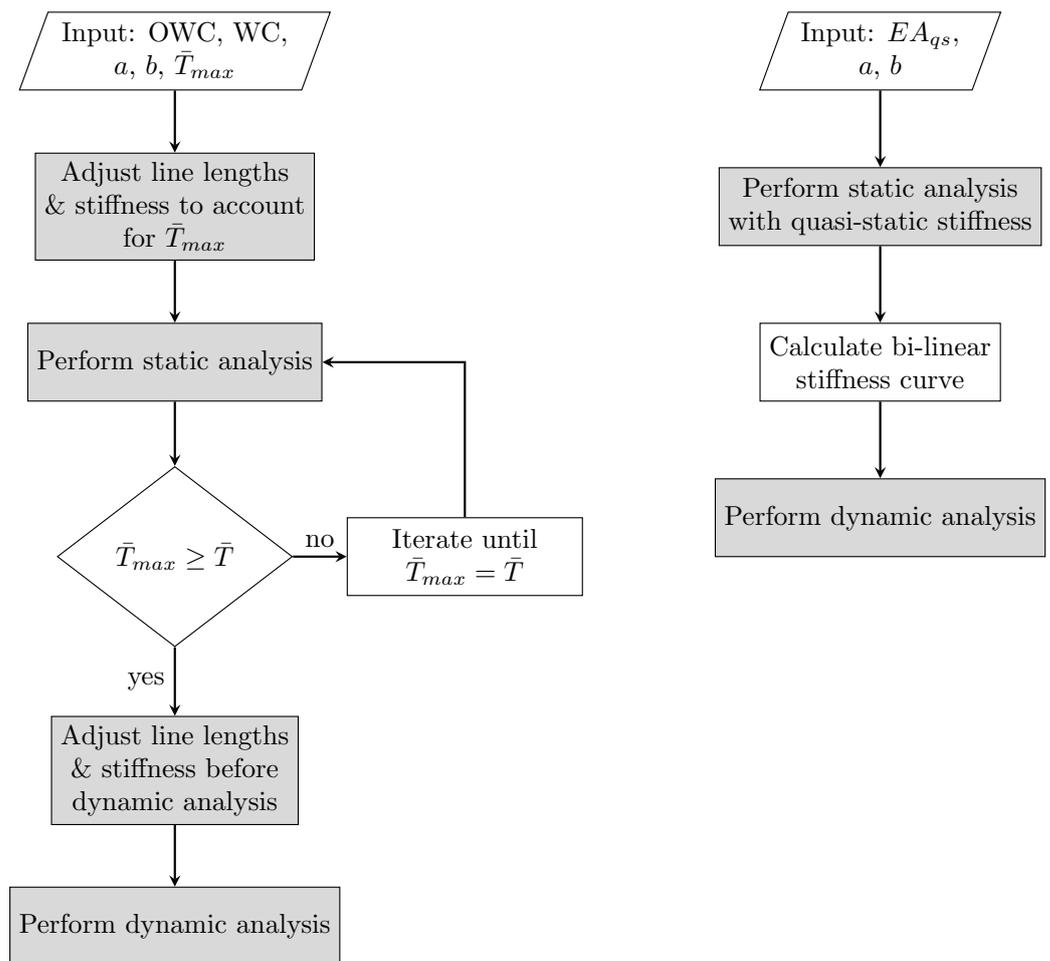 Input: OWC, WC,
a, b, T̄max
Adjust line lengths
& stiffness to account
for T̄max
Perform static analysis
T̄max ≥ T̄
no
Iterate until
T̄max = T̄
yes
Adjust line lengths
& stiffness before
dynamic analysis
Perform dynamic analysis
Input: EAqs,
a, b
Perform static analysis
with quasi-static stiffness
Calculate bi-linear
stiffness curve
Perform dynamic analysis